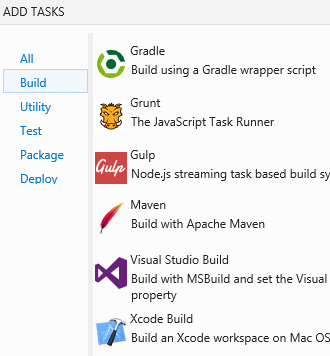 ADD TASKS
All
Build
Utility
Test
Package
Deploy
Gradle
Build using a Gradle wrapper script
Grunt
The JavaScript Task Runner
Gulp
Gulp
Node.js streaming task based build sy
Maven
Build with Apache Maven
Visual Studio Build
Build with MSBuild and set the Visual
property
Xcode Build
Build an Xcode workspace on Mac OS